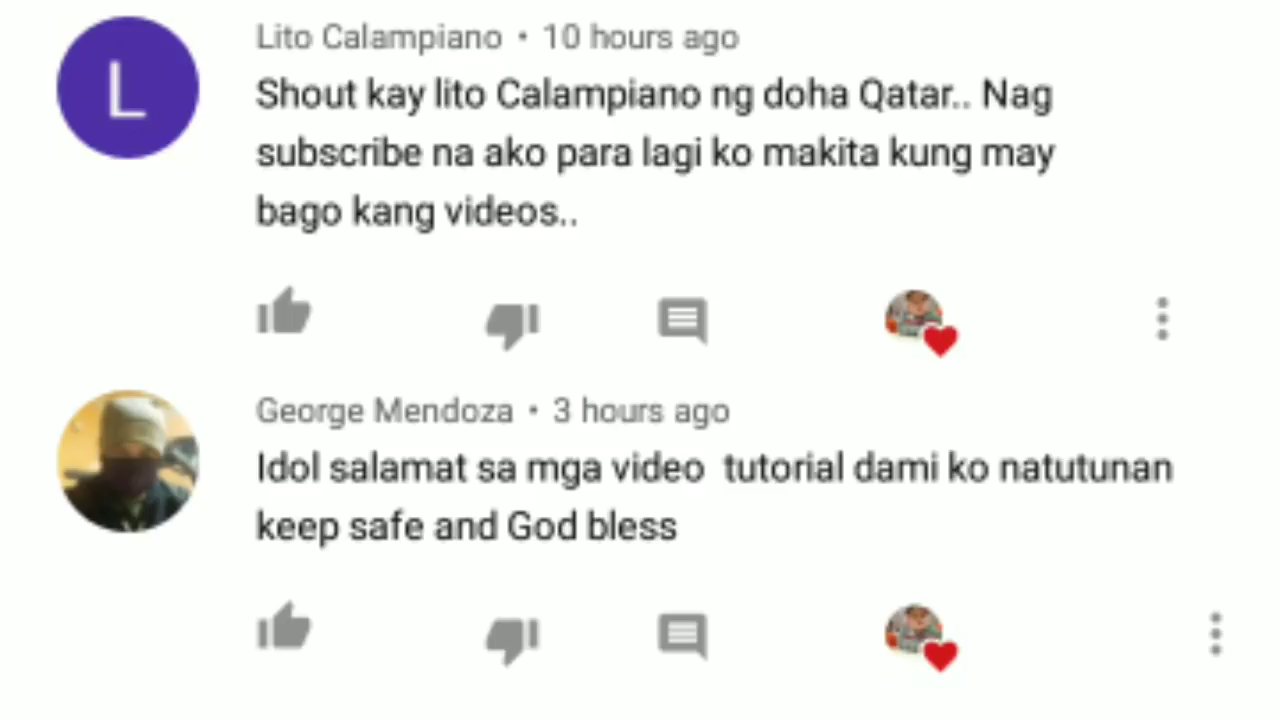 L
Lito Calampiano • 10 hours ago
Shout kay lito Calampiano ng doha Qatar.. Nag
subscribe na ako para lagi ko makita kung may
bago kang videos..
George Mendoza • 3 hours ago
Idol salamat sa mga video  tutorial dami ko natutunan
keep safe and God bless